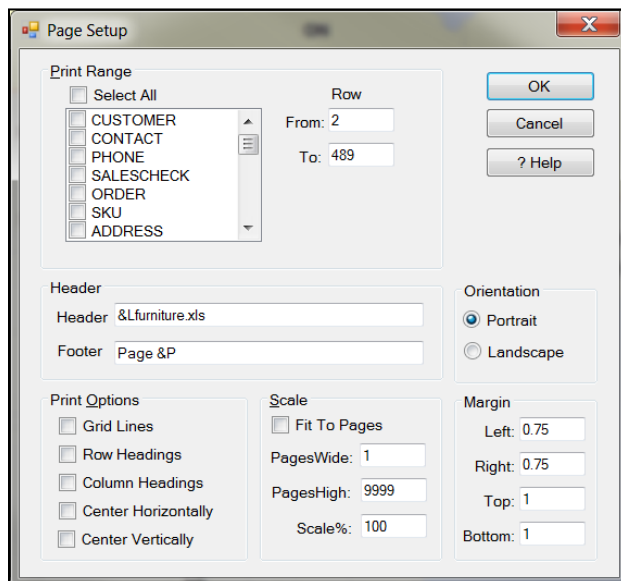 Page Setup
Print Range
Select All
CUSTOMER
CONTACT
PHONE
SALESCHECK
ORDER
SKU
ADDRESS
Row
From: 2
To: 489
OK
Cancel
? Help
Header
Header &Lfurniture.xls
Footer Page &P
Orientation
Portrait
Landscape
Print Options
Grid Lines
Row Headings
Column Headings
Center Horizontally
Center Vertically
Scale
Fit To Pages
PagesWide: 1
PagesHigh: 9999
Scale%: 100
Margin
Left: 0.75
Right: 0.75
Top: 1
Bottom: 1